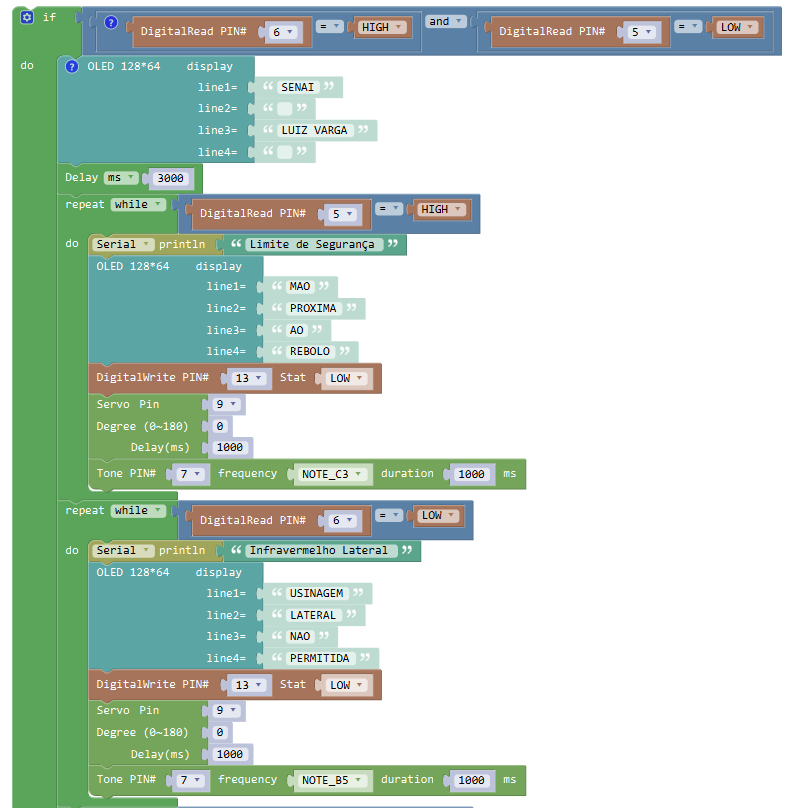 if DigitalRead PIN# 6 = HIGH and DigitalRead PIN# 5 = LOW
do ? OLED 128*64 display
line1= “ SENAI ”
line2= “ ”
line3= “ LUIZ VARGA ”
line4= “ ”
Delay ms 3000
repeat while DigitalRead PIN# 5 = HIGH
do Serial println “ Limite de Segurança ”
OLED 128*64 display
line1= “ MAO ”
line2= “ PROXIMA ”
line3= “ AO ”
line4= “ REBOLO ”
DigitalWrite PIN# 13 Stat LOW
Servo Pin 9
Degree (0~180) 0
Delay(ms) 1000
Tone PIN# 7 frequency NOTE_C3 duration 1000 ms
repeat while DigitalRead PIN# 6 = LOW
do Serial println “ Infravermelho Lateral ”
OLED 128*64 display
line1= “ USINAGEM ”
line2= “ LATERAL ”
line3= “ NAO ”
line4= “ PERMITIDA ”
DigitalWrite PIN# 13 Stat LOW
Servo Pin 9
Degree (0~180) 0
Delay(ms) 1000
Tone PIN# 7 frequency NOTE_B5 duration 1000 ms